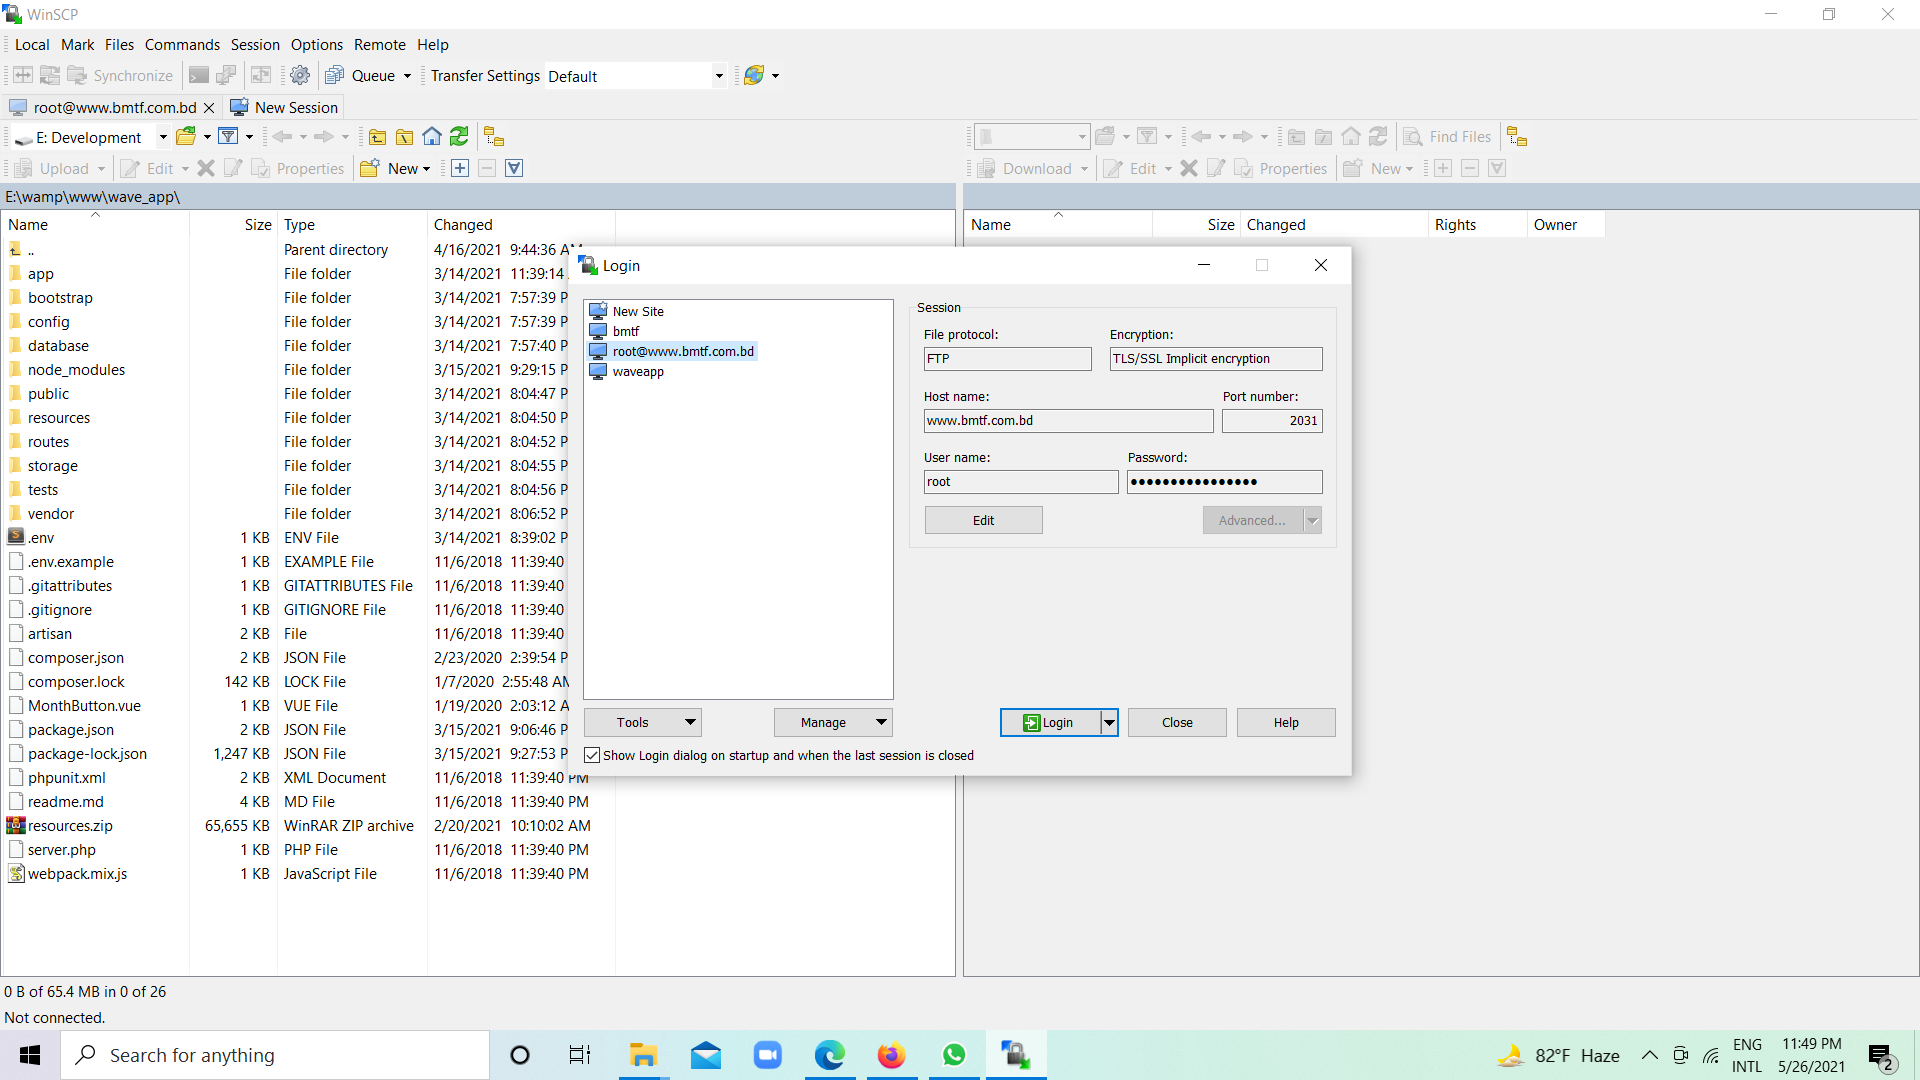 WinSCP
Local Mark Files Commands Session Options Remote Help
Synchronize Queue Transfer Settings Default
root@www.bmtf.com.bd New Session
E: Development Find Files
Upload Edit Properties New Download Edit Properties New
E:\wamp\www\wave_app\
Name Size Type Changed Name Size Changed Rights Owner
.. Parent directory 4/16/2021 9:44:36 AM
app File folder 3/14/2021 11:39:14
bootstrap File folder 3/14/2021 7:57:39 P
config File folder 3/14/2021 7:57:39 P
database File folder 3/14/2021 7:57:40 P
node_modules File folder 3/15/2021 9:29:15 P
public File folder 3/14/2021 8:04:47 P
resources File folder 3/14/2021 8:04:50 P
routes File folder 3/14/2021 8:04:52 P
storage File folder 3/14/2021 8:04:55 P
tests File folder 3/14/2021 8:04:56 P
vendor File folder 3/14/2021 8:06:52 P
.env 1 KB ENV File 3/14/2021 8:39:02 P
.env.example 1 KB EXAMPLE File 11/6/2018 11:39:40
.gitattributes 1 KB GITATTRIBUTES File 11/6/2018 11:39:40
.gitignore 1 KB GITIGNORE File 11/6/2018 11:39:40
artisan 2 KB File 11/6/2018 11:39:40
composer.json 2 KB JSON File 2/23/2020 2:39:54 P
composer.lock 142 KB LOCK File 1/7/2020 2:55:48 AM
MonthButton.vue 1 KB VUE File 1/19/2020 2:03:12 A
package.json 2 KB JSON File 3/15/2021 9:06:46 P
package-lock.json 1,247 KB JSON File 3/15/2021 9:27:53 P
phpunit.xml 2 KB XML Document 11/6/2018 11:39:40 PM
readme.md 4 KB MD File 11/6/2018 11:39:40 PM
resources.zip 65,655 KB WinRAR ZIP archive 2/20/2021 10:10:02 AM
server.php 1 KB PHP File 11/6/2018 11:39:40 PM
webpack.mix.js 1 KB JavaScript File 11/6/2018 11:39:40 PM
Login
New Site
bmtf
root@www.bmtf.com.bd
waveapp
Session
File protocol: Encryption:
FTP TLS/SSL Implicit encryption
Host name: Port number:
www.bmtf.com.bd 2031
User name: Password:
root ••••••••••••••••
Edit Advanced...
Tools Manage Login Close Help
Show Login dialog on startup and when the last session is closed
0 B of 65.4 MB in 0 of 26
Not connected.
Search for anything
82°F Haze
ENG
INTL
11:49 PM
5/26/2021
2